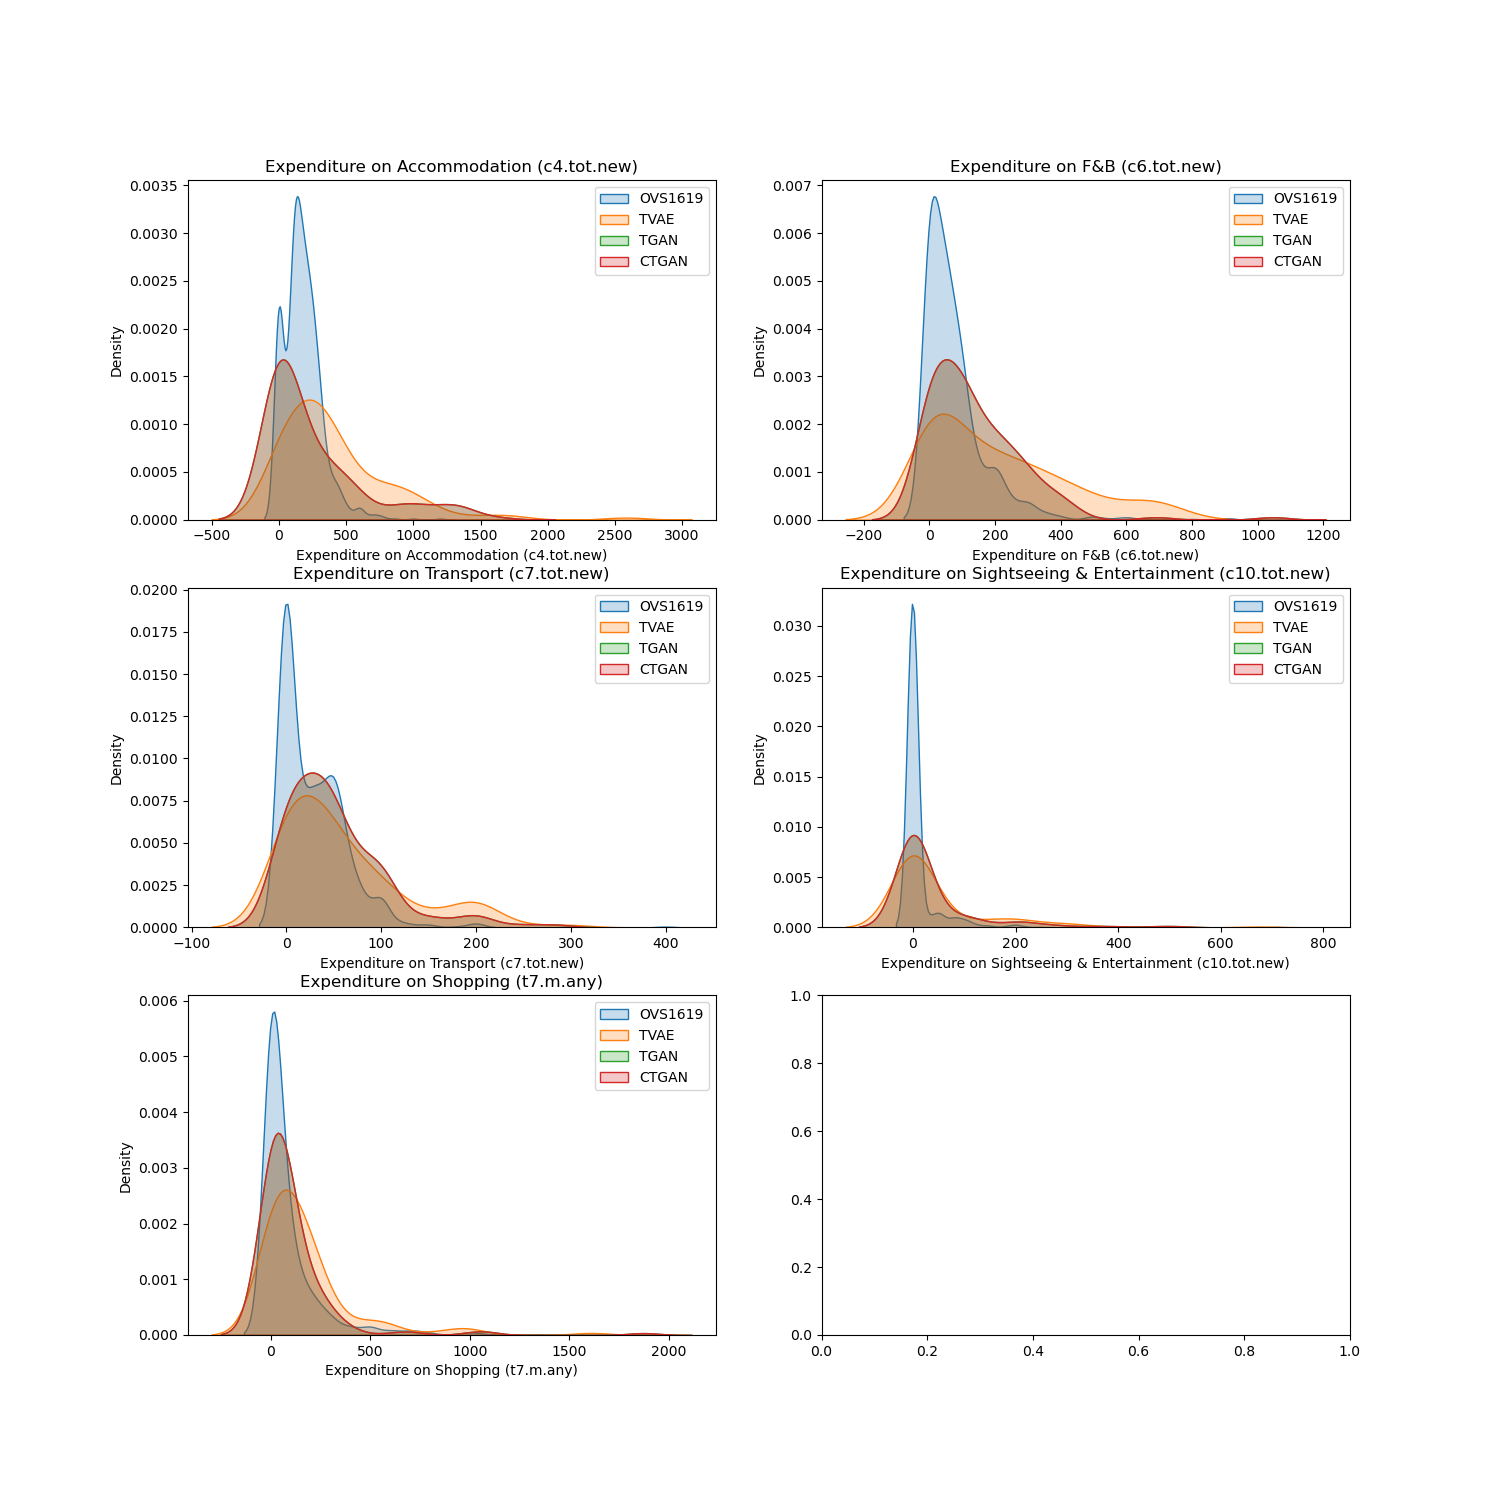 Expenditure on Accommodation (c4.tot.new)
0.0035
0.0030
0.0025
0.0020
0.0015
0.0010
0.0005
0.0000
Density
OVS1619
TVAE
TGAN
CTGAN
−500 0 500 1000 1500 2000 2500 3000
Expenditure on Accommodation (c4.tot.new)
Expenditure on F&B (c6.tot.new)
0.007
0.006
0.005
0.004
0.003
0.002
0.001
0.000
Density
OVS1619
TVAE
TGAN
CTGAN
−200 0 200 400 600 800 1000 1200
Expenditure on F&B (c6.tot.new)
Expenditure on Transport (c7.tot.new)
0.0200
0.0175
0.0150
0.0125
0.0100
0.0075
0.0050
0.0025
0.0000
Density
OVS1619
TVAE
TGAN
CTGAN
−100 0 100 200 300 400
Expenditure on Transport (c7.tot.new)
Expenditure on Sightseeing & Entertainment (c10.tot.new)
0.030
0.025
0.020
0.015
0.010
0.005
0.000
Density
OVS1619
TVAE
TGAN
CTGAN
0 200 400 600 800
Expenditure on Sightseeing & Entertainment (c10.tot.new)
Expenditure on Shopping (t7.m.any)
0.006
0.005
0.004
0.003
0.002
0.001
0.000
Density
OVS1619
TVAE
TGAN
CTGAN
0 500 1000 1500 2000
Expenditure on Shopping (t7.m.any)
1.0
0.8
0.6
0.4
0.2
0.0
0.0 0.2 0.4 0.6 0.8 1.0